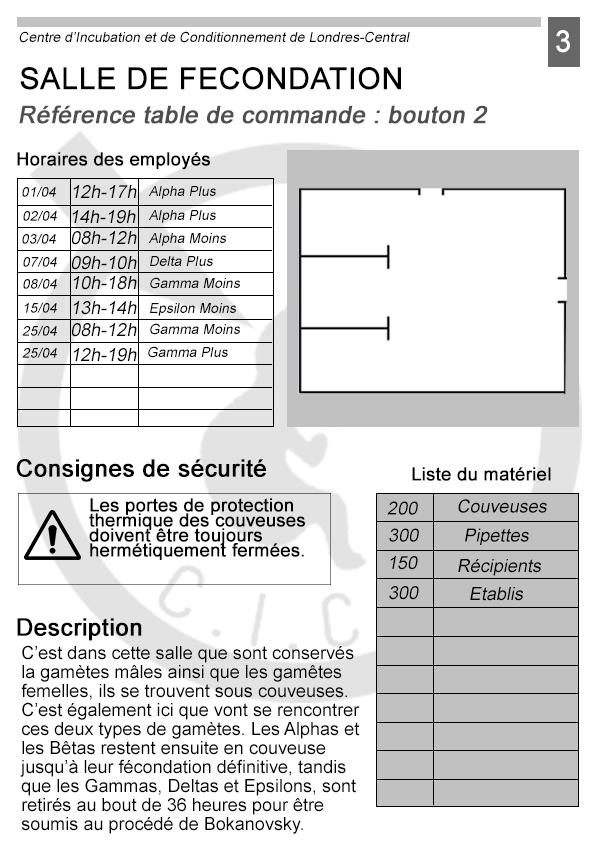 Centre d'Incubation et de Conditionnement de Londres-Central
3
SALLE DE FECONDATION
Référence table de commande : bouton 2
Horaires des employés
01/04 12h-17h Alpha Plus
02/04 14h-19h Alpha Plus
03/04 08h-12h Alpha Moins
07/04 09h-10h Delta Plus
08/04 10h-18h Gamma Moins
15/04 13h-14h Epsilon Moins
25/04 08h-12h Gamma Moins
25/04 12h-19h Gamma Plus
Consignes de sécurité
Les portes de protection
thermique des couveuses
doivent être toujours
hermétiquement fermées.
Liste du matériel
200 Couveuses
300 Pipettes
150 Récipients
300 Etablis
Description
C'est dans cette salle que sont conservés
la gamètes mâles ainsi que les gamêtes
femelles, ils se trouvent sous couveuses.
C'est également ici que vont se rencontrer
ces deux types de gamètes. Les Alphas et
les Bêtas restent ensuite en couveuse
jusqu'à leur fécondation définitive, tandis
que les Gammas, Deltas et Epsilons, sont
retirés au bout de 36 heures pour être
soumis au procédé de Bokanovsky.
C.I.C